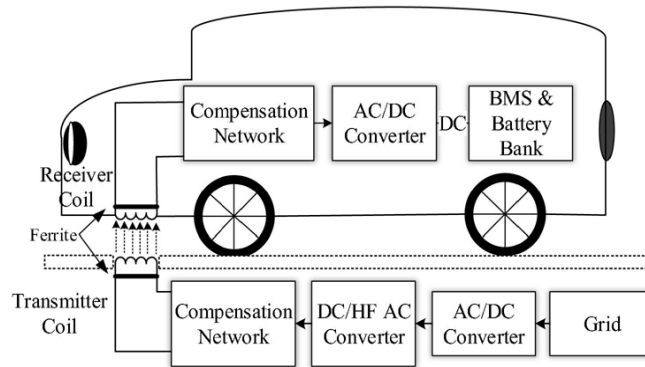 Compensation
Network
AC/DC
Converter
DC
BMS &
Battery
Bank
Receiver
Coil
Ferrite
Transmitter
Coil
Compensation
Network
DC/HF AC
Converter
AC/DC
Converter
Grid